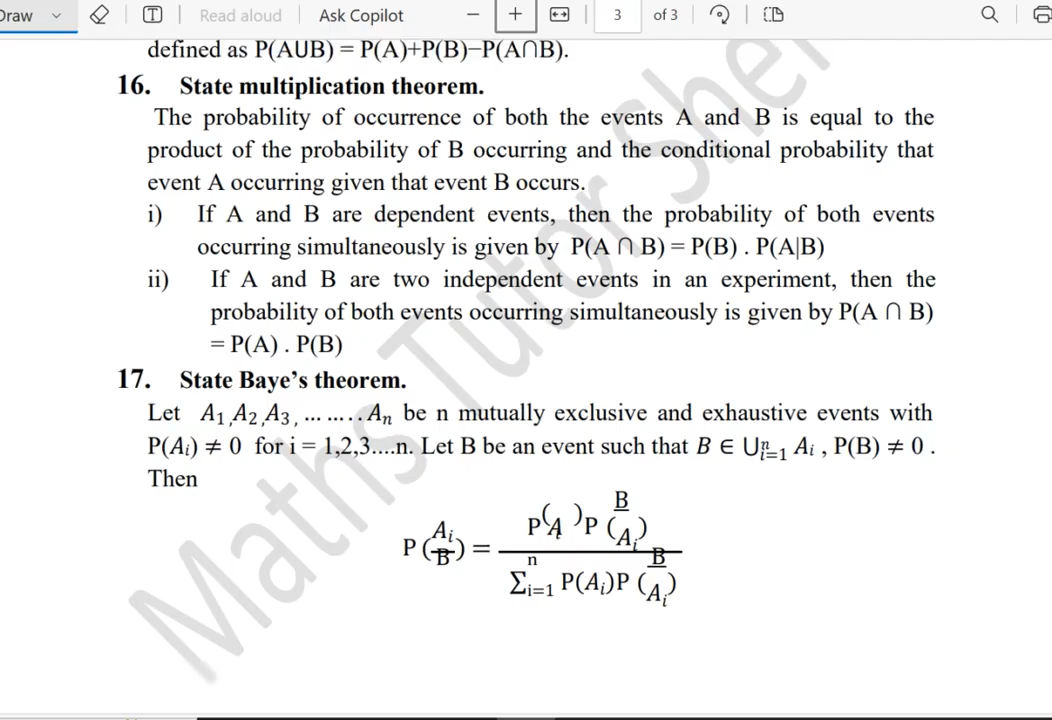 Draw
Read aloud
Ask Copilot
3
of 3
defined as P(A∪B) = P(A)+P(B)−P(A∩B).
16. State multiplication theorem.
The probability of occurrence of both the events A and B is equal to the
product of the probability of B occurring and the conditional probability that
event A occurring given that event B occurs.
i) If A and B are dependent events, then the probability of both events
occurring simultaneously is given by P(A ∩ B) = P(B) . P(A|B)
ii) If A and B are two independent events in an experiment, then the
probability of both events occurring simultaneously is given by P(A ∩ B)
= P(A) . P(B)
17. State Baye's theorem.
Let A₁,A₂,A₃, ... ... . . Aₙ be n mutually exclusive and exhaustive events with
P(Aᵢ) ≠ 0 for i = 1,2,3....n. Let B be an event such that B ∈ ⋃ⁿᵢ₌₁ Aᵢ , P(B) ≠ 0 .
Then
P(Aᵢ/B) = P(Aᵢ)P(B/Aᵢ) / ∑ⁿᵢ₌₁ P(Aᵢ)P(B/Aᵢ)
Maths Tutor Shef